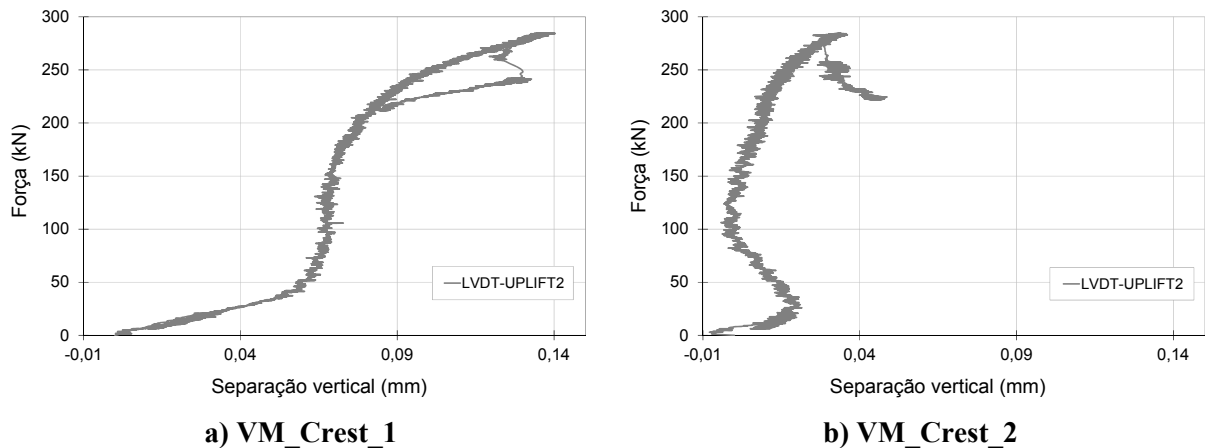 300
250
200
150
100
50
0
Força (kN)
-0,01
0,04
0,09
0,14
Separação vertical (mm)
LVDT-UPLIFT2
a) VM_Crest_1
300
250
200
150
100
50
0
Força (kN)
-0,01
0,04
0,09
0,14
Separação vertical (mm)
LVDT-UPLIFT2
b) VM_Crest_2